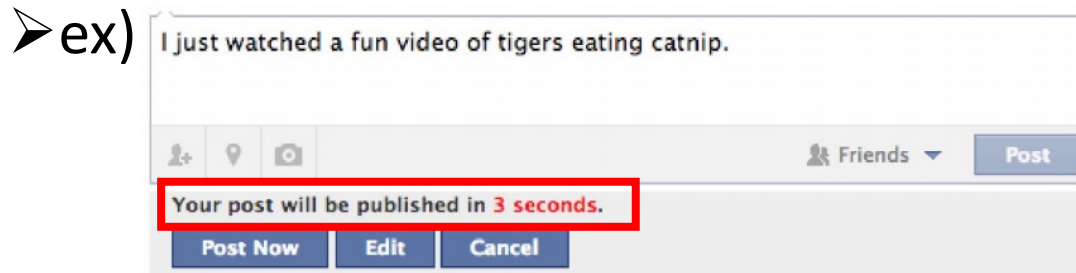 ➢ex)
I just watched a fun video of tigers eating catnip.
Friends Post
Your post will be published in 3 seconds.
Post Now Edit Cancel